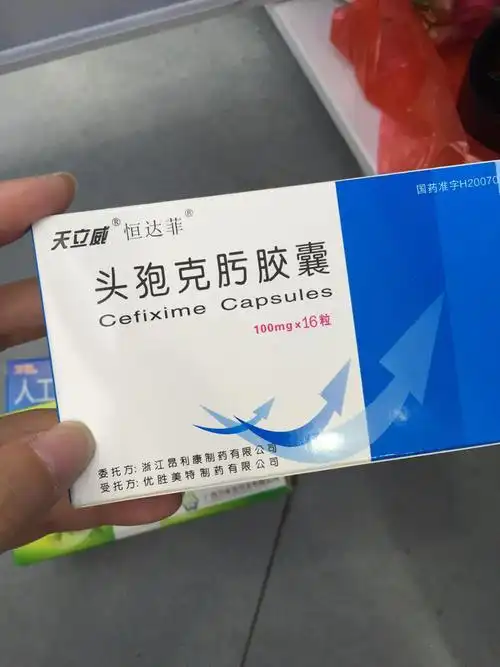 国药准字H20070
天立威® 恒达菲®
头孢克肟胶囊
Cefixime Capsules
100mg×16粒
委托方：浙江昂利康制药有限公司
受托方：优胜美特制药有限公司
人工